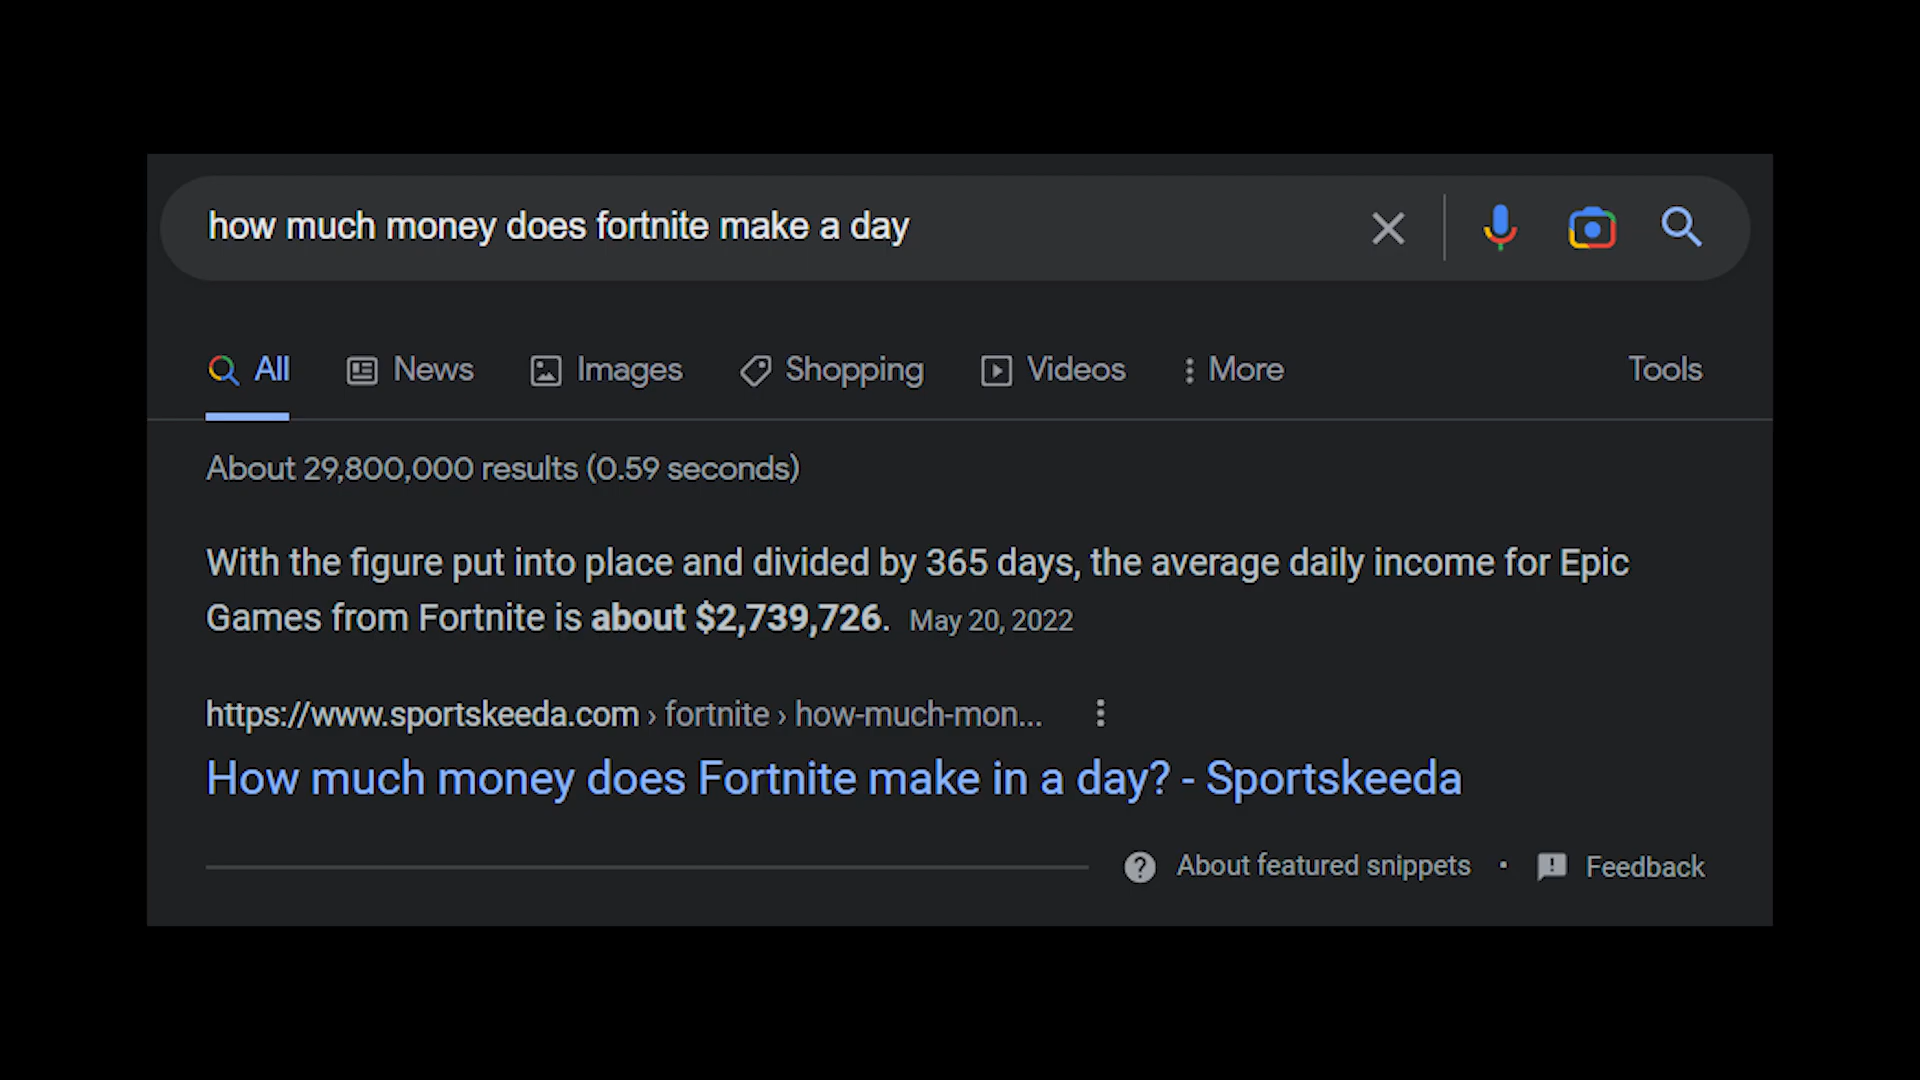 how much money does fortnite make a day
All News Images Shopping Videos More Tools
About 29,800,000 results (0.59 seconds)
With the figure put into place and divided by 365 days, the average daily income for Epic
Games from Fortnite is about $2,739,726. May 20, 2022
https://www.sportskeeda.com › fortnite › how-much-mon...
How much money does Fortnite make in a day? - Sportskeeda
About featured snippets · Feedback